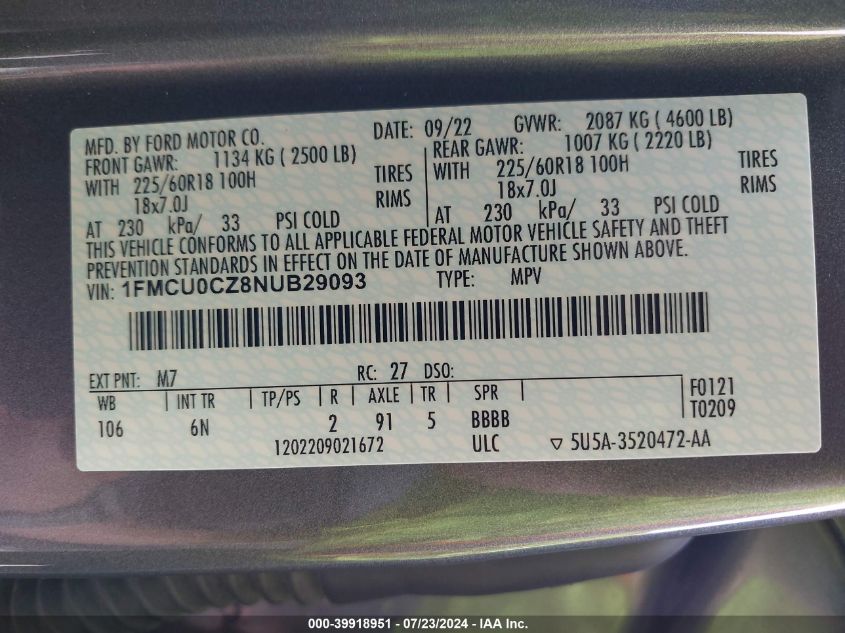 MFD. BY FORD MOTOR CO. DATE: 09/22 GVWR: 2087 KG ( 4600 LB)
FRONT GAWR: 1134 KG ( 2500 LB) REAR GAWR: 1007 KG ( 2220 LB)
WITH 225/60R18 100H TIRES WITH 225/60R18 100H TIRES
18x7.0J RIMS 18x7.0J RIMS
AT 230 kPa/ 33 PSI COLD AT 230 kPa/ 33 PSI COLD
THIS VEHICLE CONFORMS TO ALL APPLICABLE FEDERAL MOTOR VEHICLE SAFETY AND THEFT
PREVENTION STANDARDS IN EFFECT ON THE DATE OF MANUFACTURE SHOWN ABOVE.
VIN: 1FMCU0CZ8NUB29093 TYPE: MPV
EXT PNT: M7 RC: 27 DSO:
WB INT TR TP/PS R AXLE TR SPR F0121
106 6N 2 91 5 BBBB T0209
1202209021672 ULC ▽ 5U5A-3520472-AA
000-39918951 / 07/23/2024 - IAA Inc.